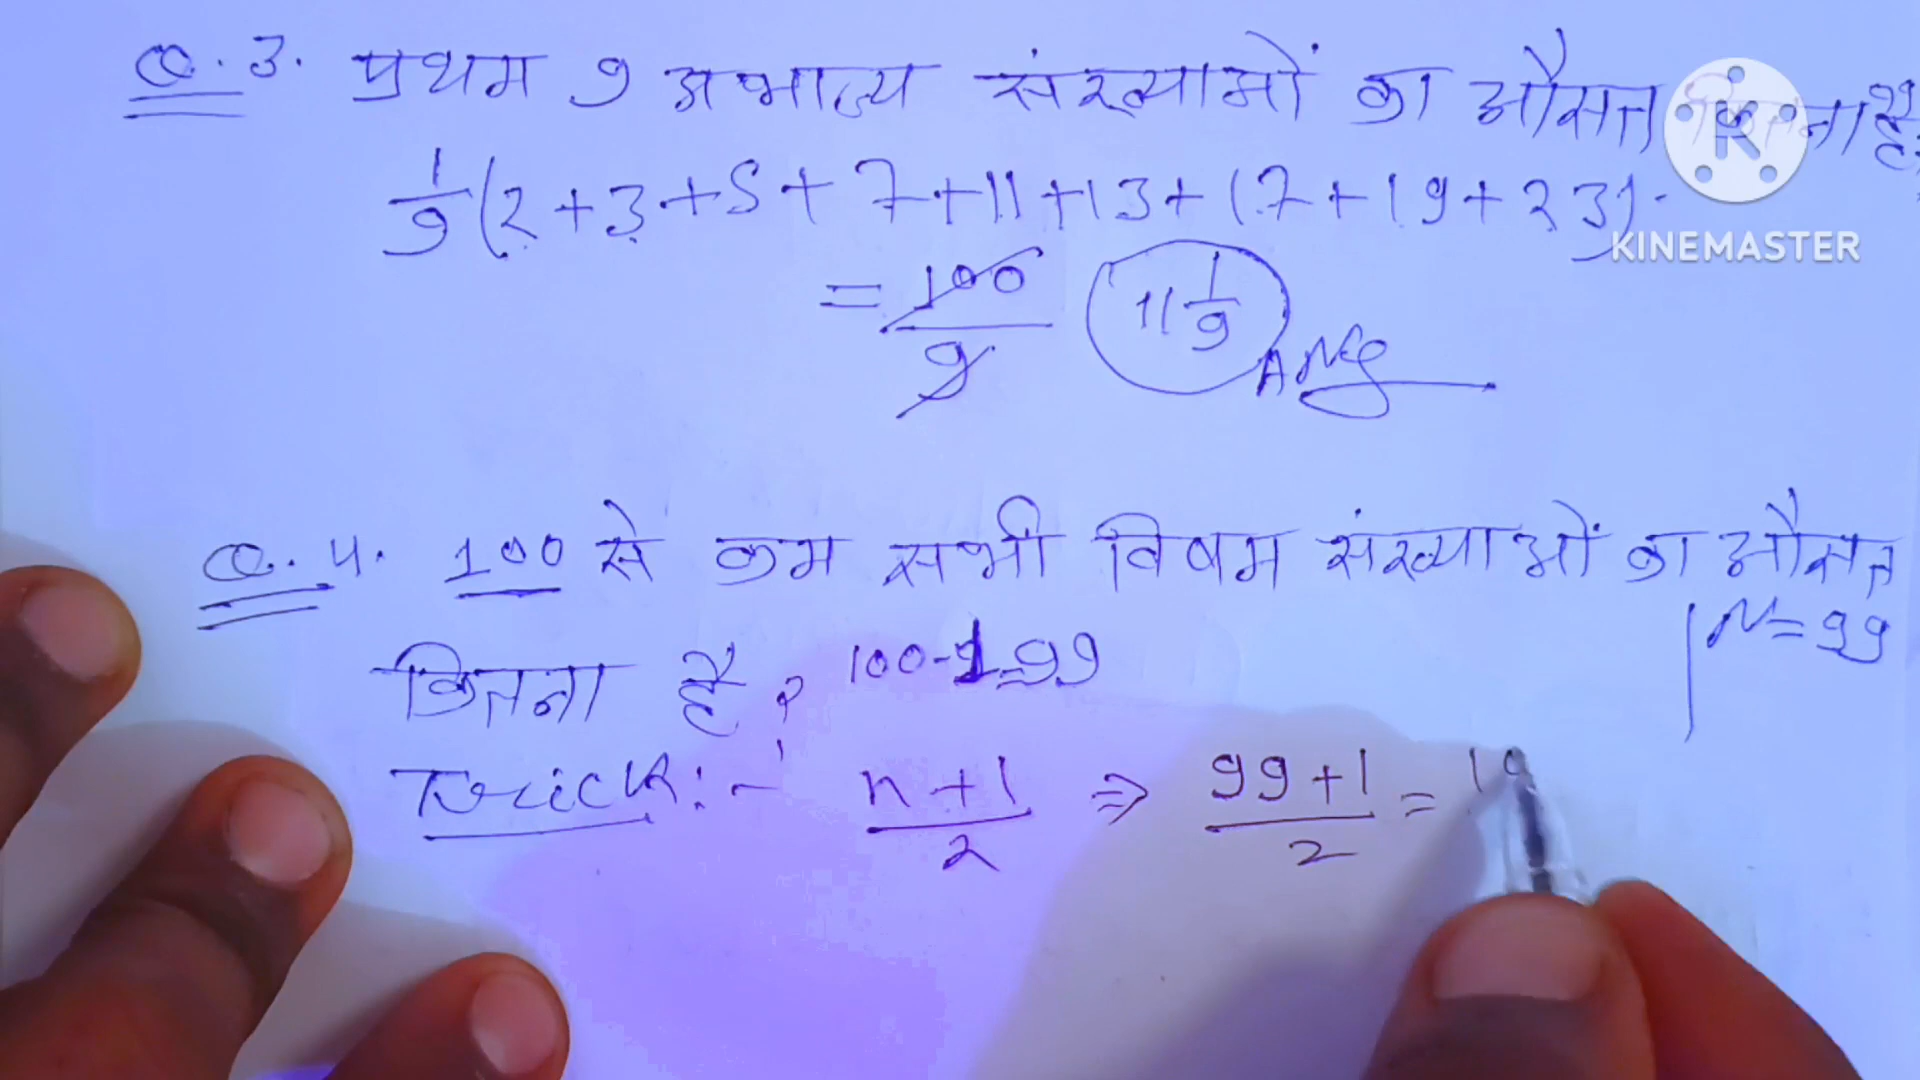 Q.3. प्रथम 9 अभाज्य संख्याओं का औसत कितना है?
1/9 (2+3+5+7+11+13+17+19+23).
= 100/9 11 1/9 Ans
KINEMASTER
Q.4. 100 से कम सभी विषम संख्याओं का औसत
कितना है? 100-1=99 | N=99
Trick:- n+1/2 ⇒ 99+1/2 = 10